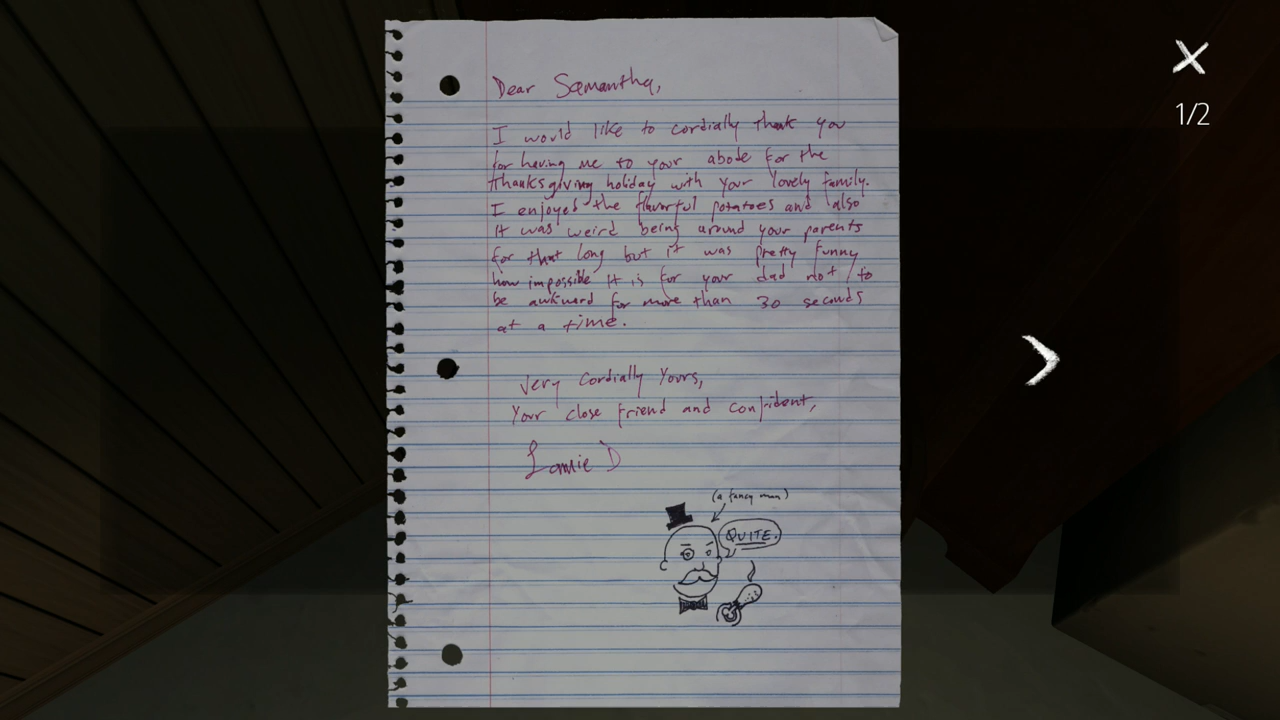 Dear Samantha,
I would like to cordially thank you
for having me to your abode for the
thanksgiving holiday with your lovely family.
I enjoyed the flavorful potatoes and also
it was weird being around your parents
for that long but it was pretty funny
how impossible it is for your dad not to
be awkward for more than 30 seconds
at a time.
Very Cordially Yours,
Your close friend and confident,
Lonnie D
(a fancy man)
QUITE.
1/2